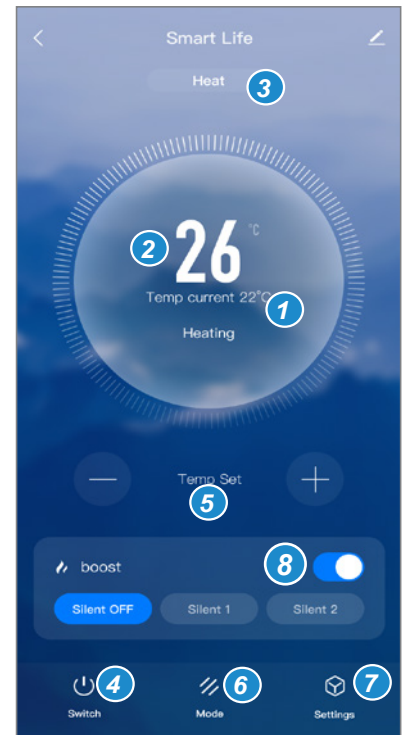 Smart Life
Heat
3
2
26 °C
Temp current 22°C
1
Heating
Temp Set
5
boost
8
Silent OFF Silent 1 Silent 2
4 6 7
Switch Mode Settings